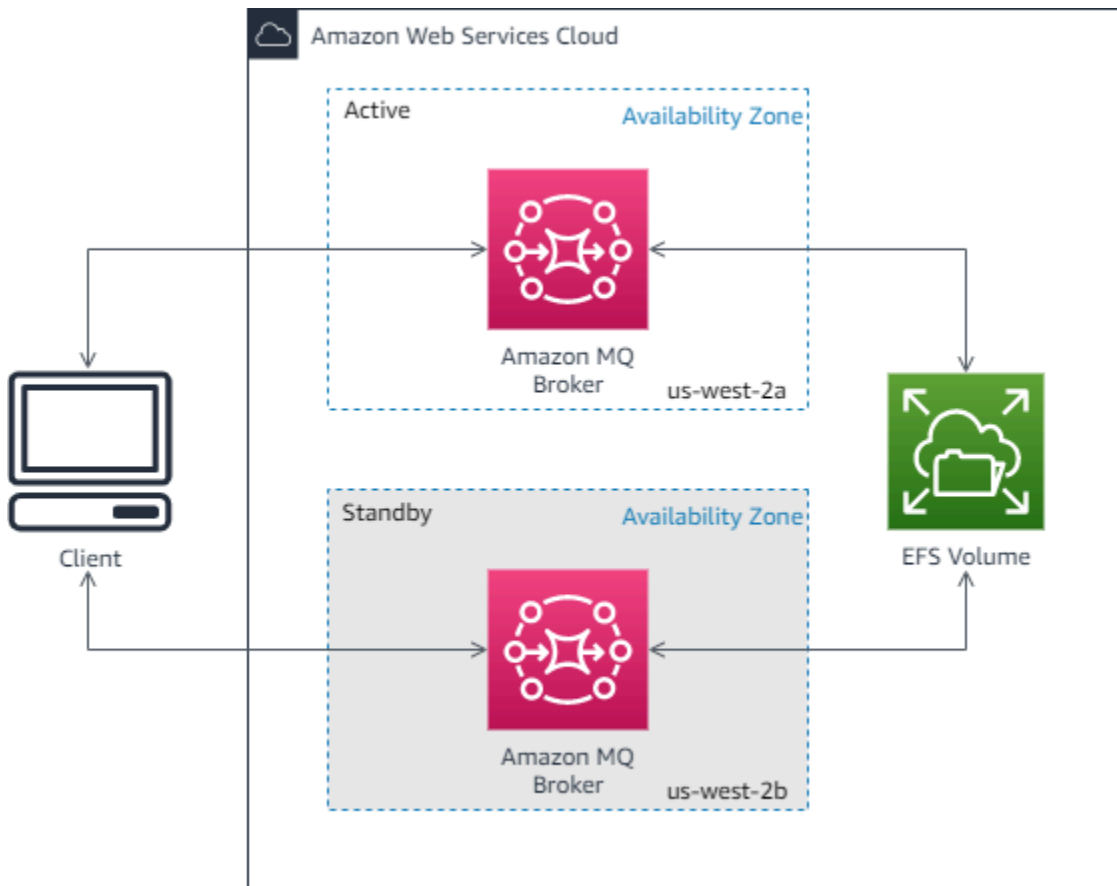 Amazon Web Services Cloud
Active
Availability Zone
Amazon MQ
Broker
us-west-2a
Client
EFS Volume
Standby
Availability Zone
Amazon MQ
Broker
us-west-2b